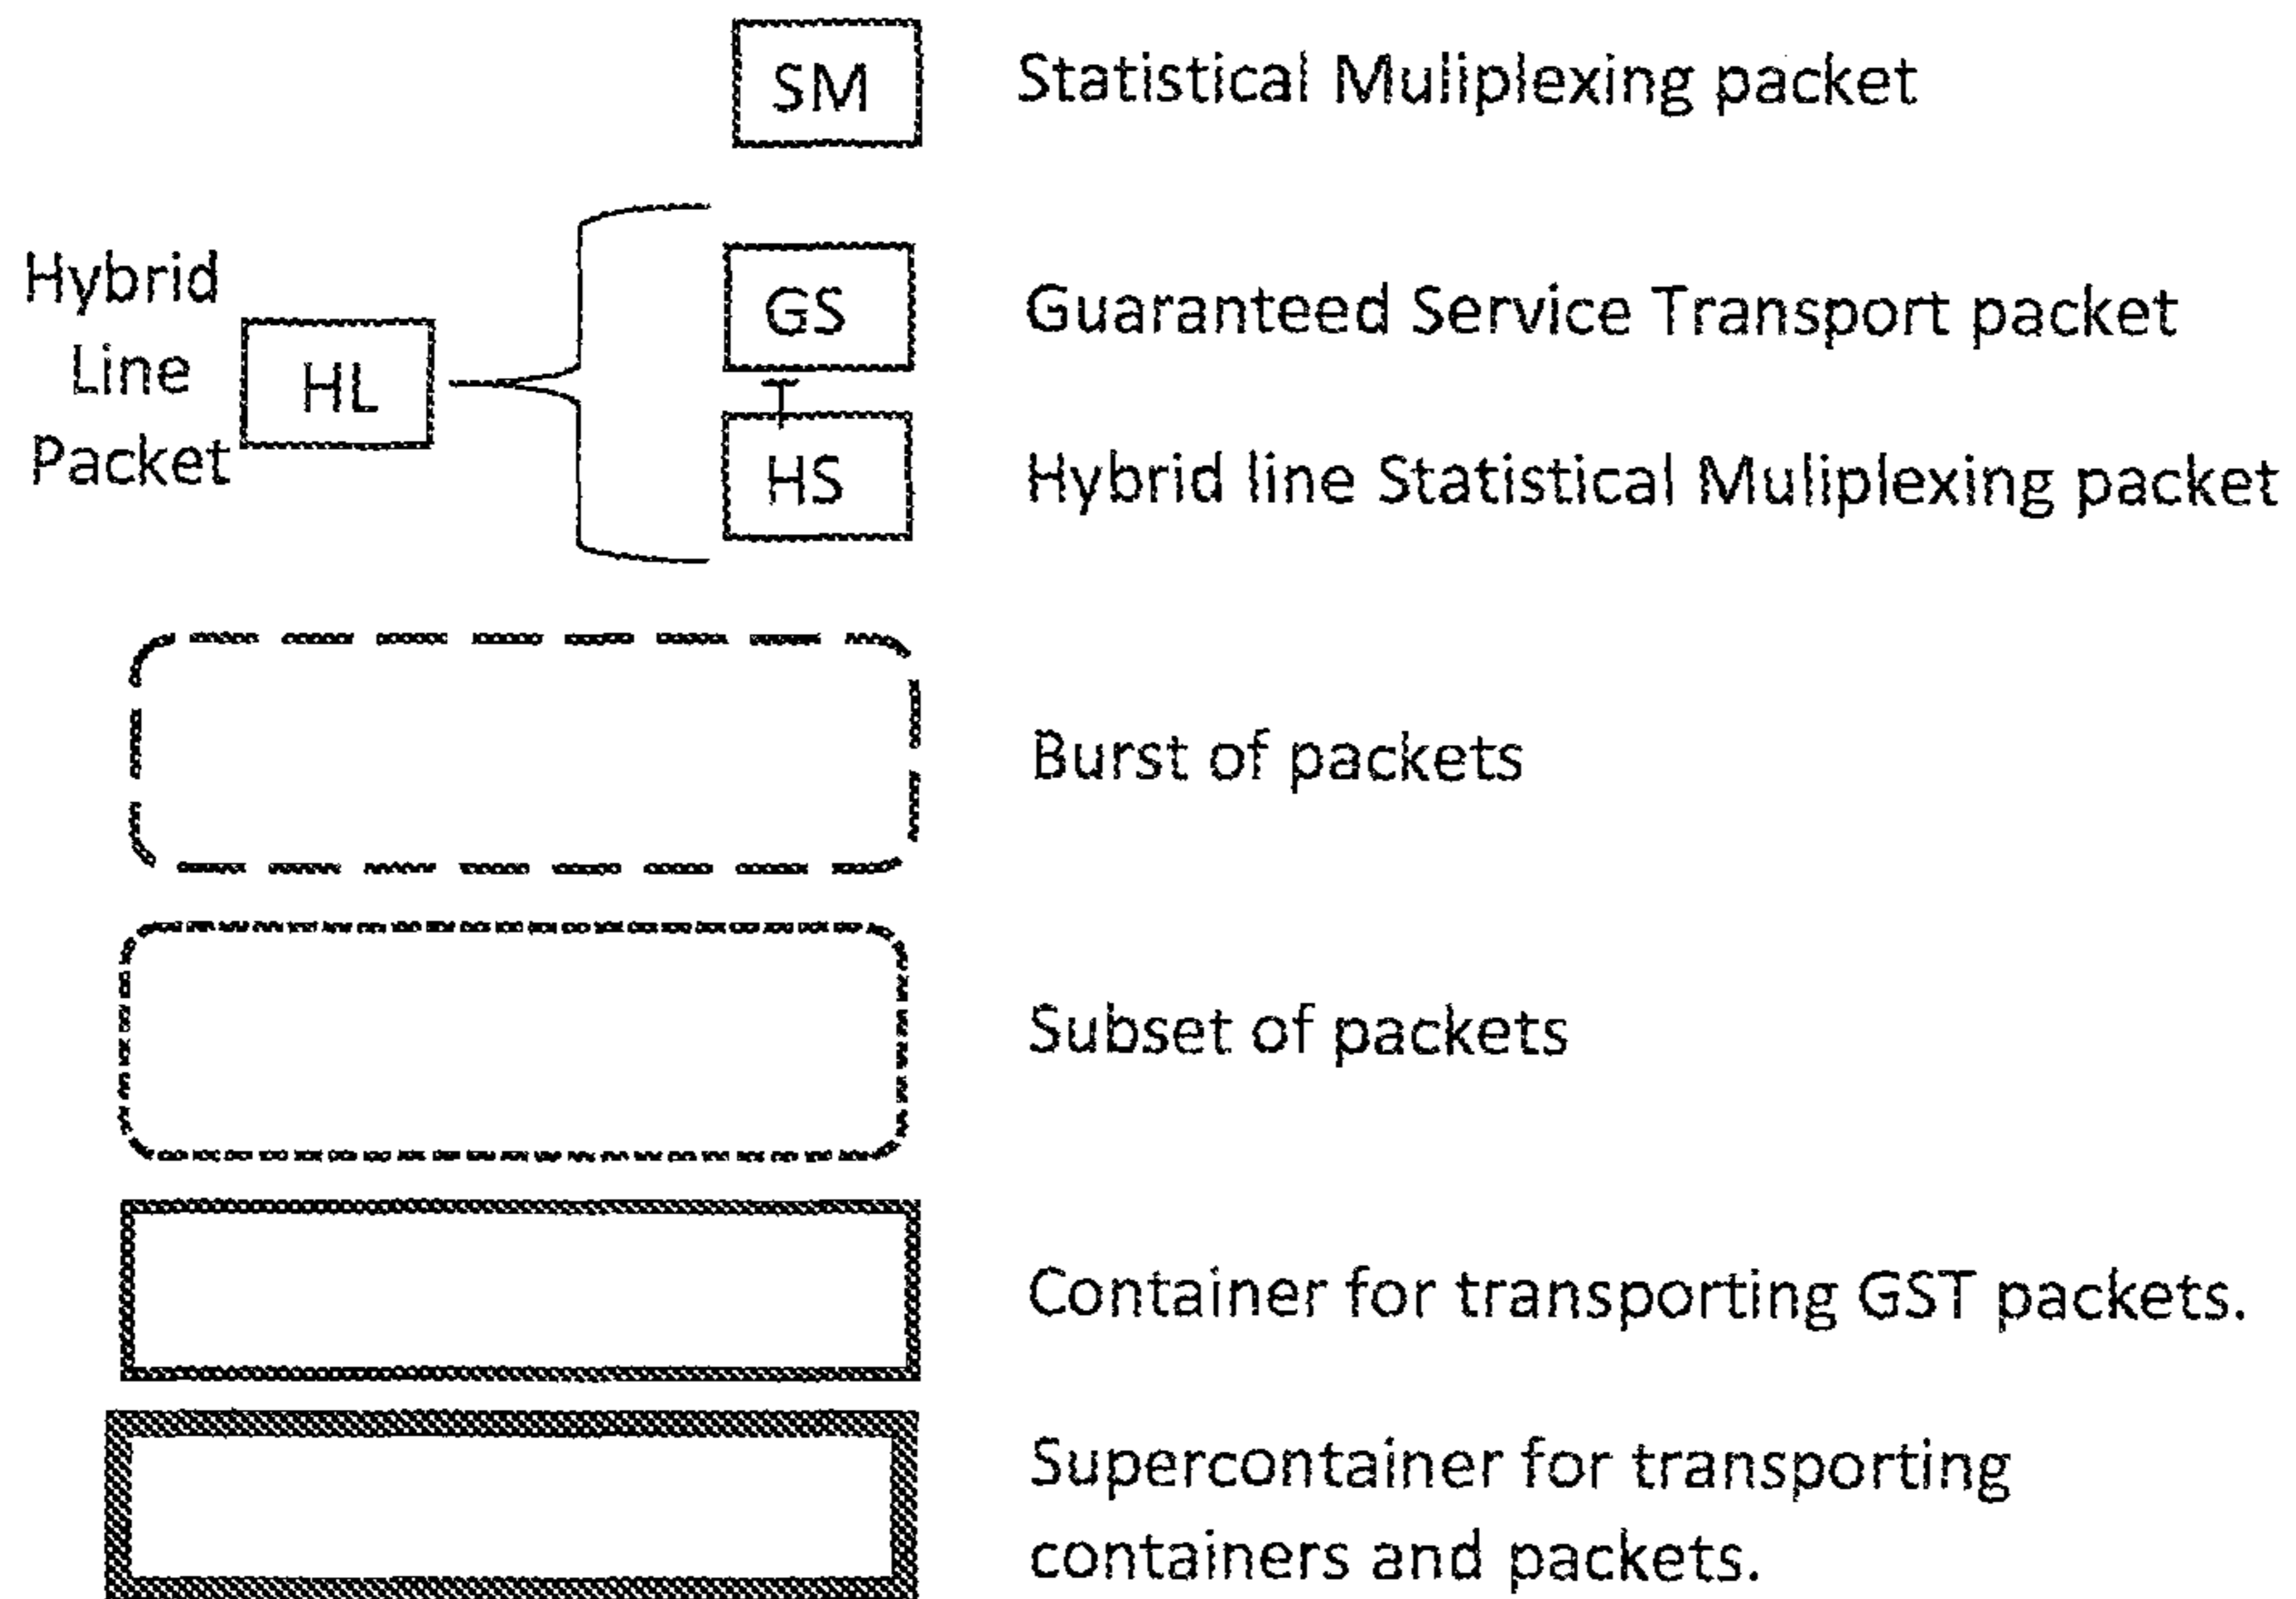 SM Statistical Muliplexing packet
Hybrid
Line
Packet
HL
GS
T
Guaranteed Service Transport packet
HS
Hybrid line Statistical Muliplexing packet
Burst of packets
Subset of packets
Container for transporting GST packets.
Supercontainer for transporting
containers and packets.